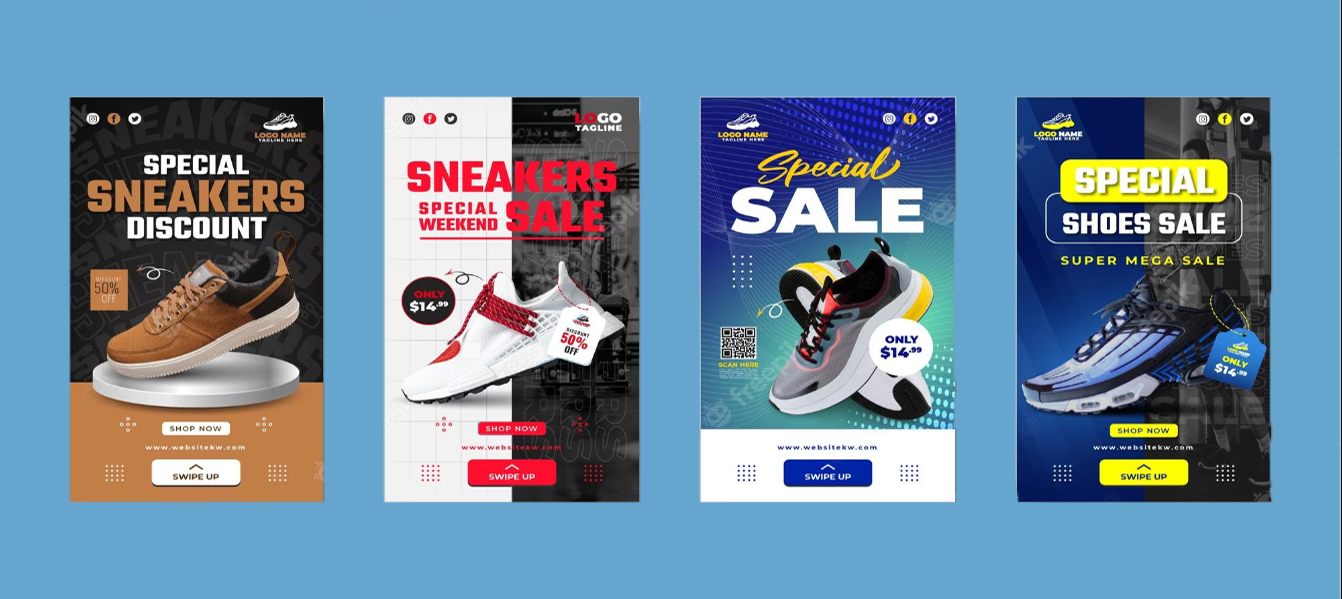 LOGO NAME
TAGLINE HERE
SPECIAL
SNEAKERS
DISCOUNT
DISCOUNT
50%
OFF
SHOP NOW
www.websitekw.com
SWIPE UP
LOGO
TAGLINE
SNEAKERS
SPECIAL
WEEKEND
SALE
ONLY
$14.99
DISCOUNT
50%
OFF
SHOP NOW
www.websitekw.com
SWIPE UP
LOGO NAME
TAGLINE HERE
Special
SALE
ONLY
$14.99
SCAN HERE
www.websitekw.com
SWIPE UP
LOGO NAME
TAGLINE HERE
SPECIAL
SHOES SALE
SUPER MEGA SALE
ONLY
$14.99
SHOP NOW
www.websitekw.com
SWIPE UP